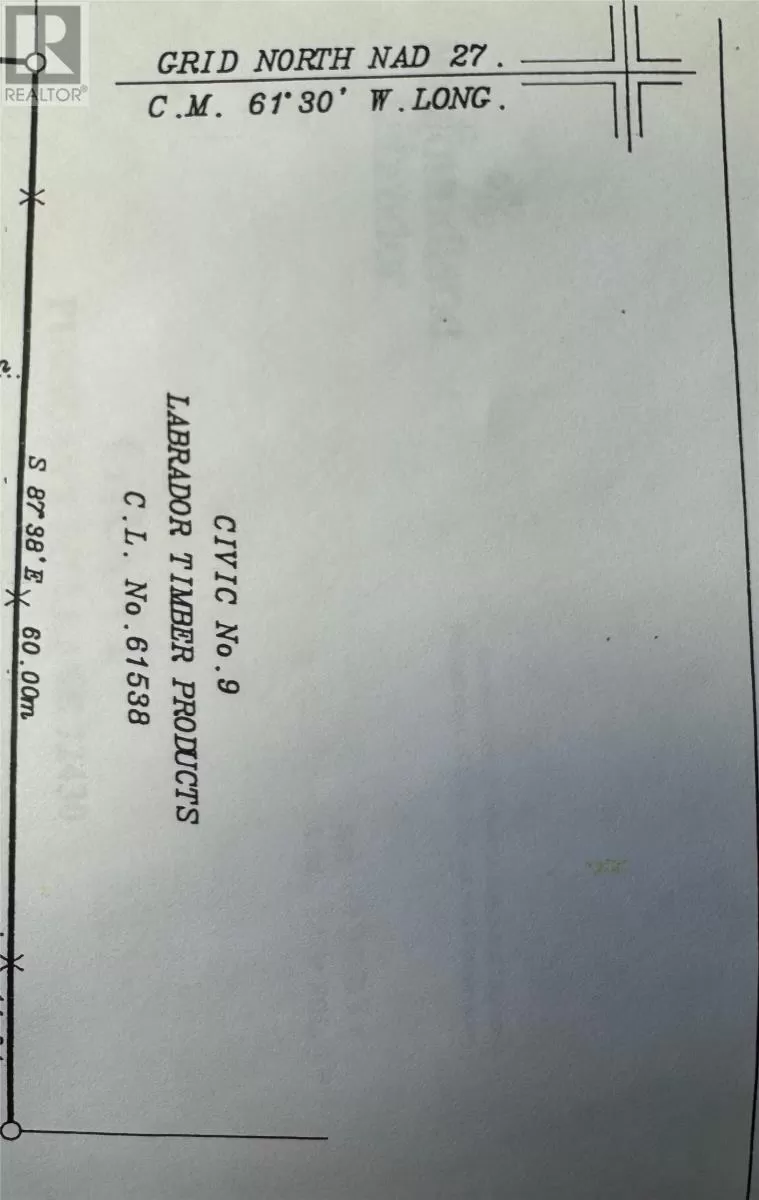 REALTOR®
GRID NORTH NAD 27.
C.M. 61°30' W.LONG.
CIVIC No.9
LABRADOR TIMBER PRODUCTS
C.L. No.61538
S 87°38'E 60.00m